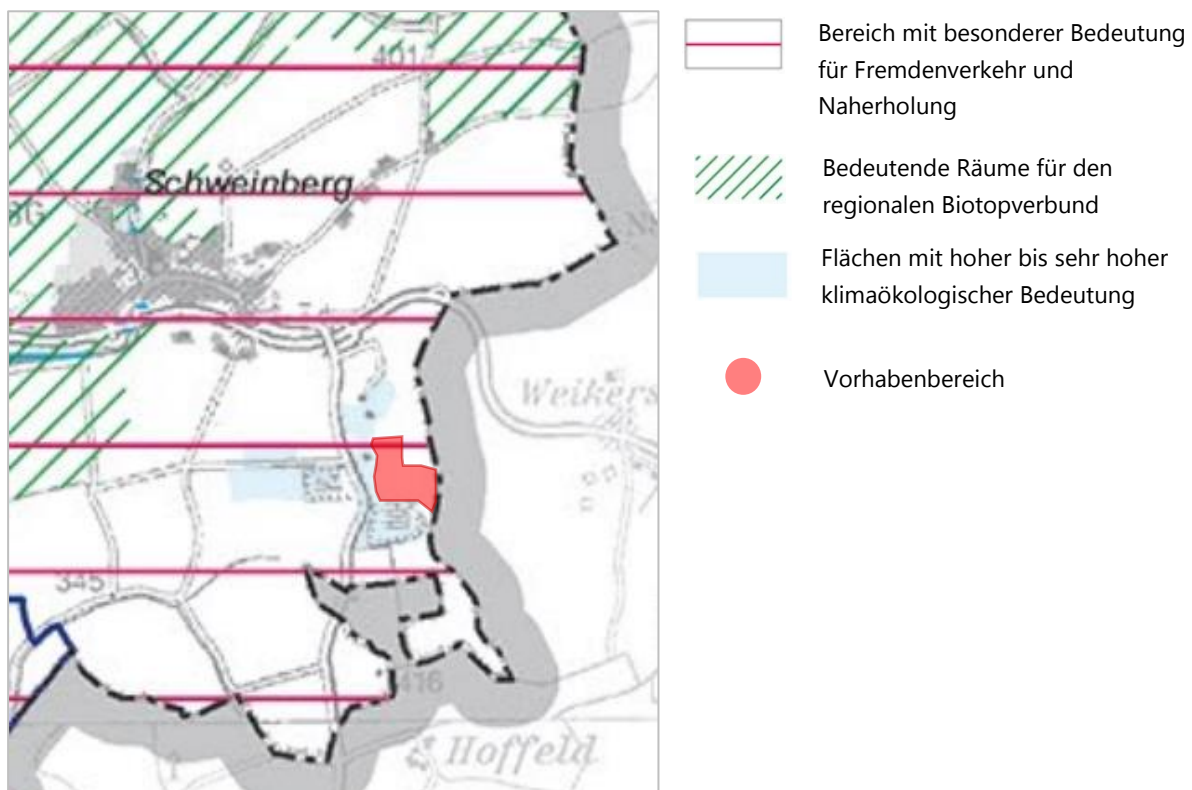 401
Schweinberg
345
416
Weikers
Hoffeld
Bereich mit besonderer Bedeutung
für Fremdenverkehr und
Naherholung
Bedeutende Räume für den
regionalen Biotopverbund
Flächen mit hoher bis sehr hoher
klimaökologischer Bedeutung
Vorhabenbereich